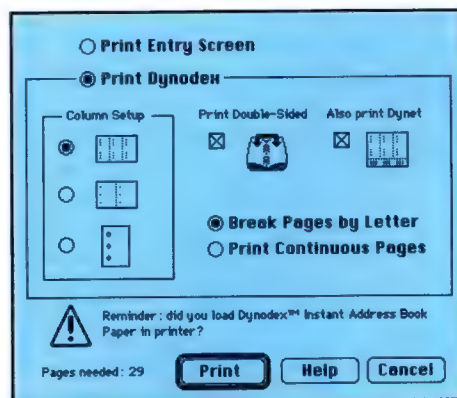 Print Entry Screen
Print Dynodex
Column Setup
Print Double-Sided
Also print Dynet
Break Pages by Letter
Print Continuous Pages
Reminder : did you load Dynodex™ Instant Address Book
Paper in printer ?
Pages needed : 29
Print
Help
Cancel